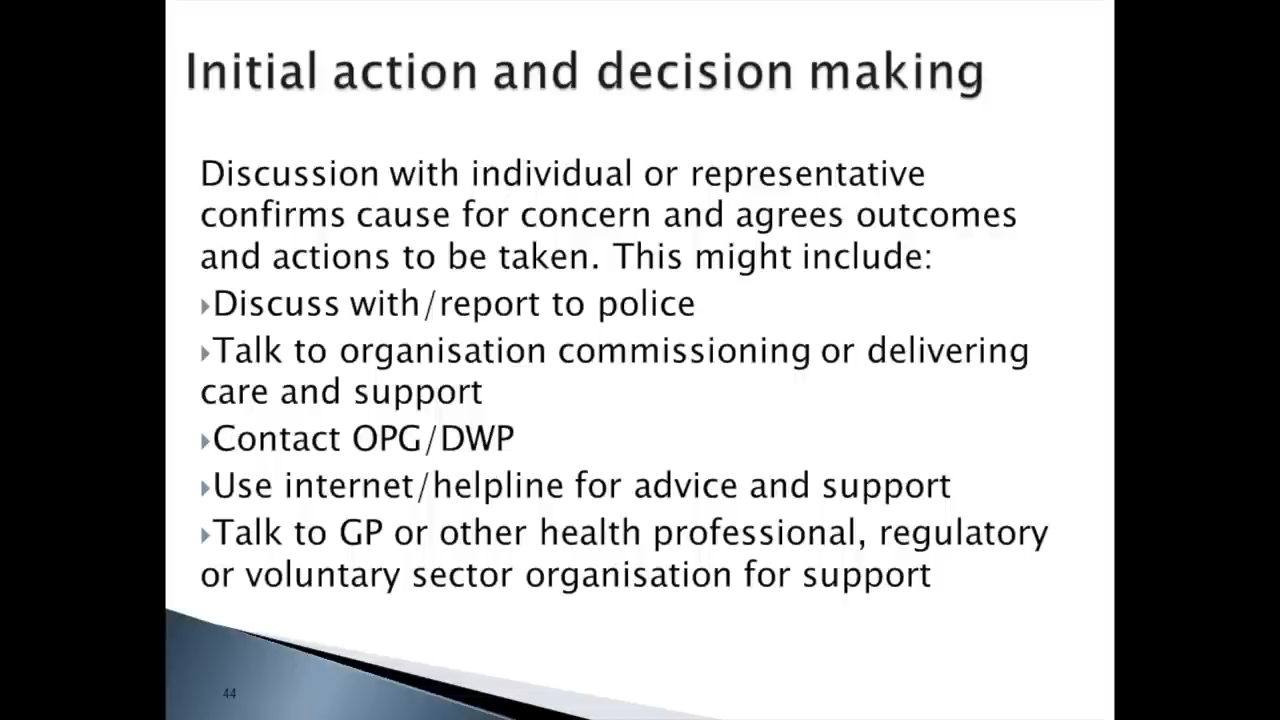 Initial action and decision making
Discussion with individual or representative
confirms cause for concern and agrees outcomes
and actions to be taken. This might include:
Discuss with/report to police
Talk to organisation commissioning or delivering
care and support
Contact OPG/DWP
Use internet/helpline for advice and support
Talk to GP or other health professional, regulatory
or voluntary sector organisation for support
44